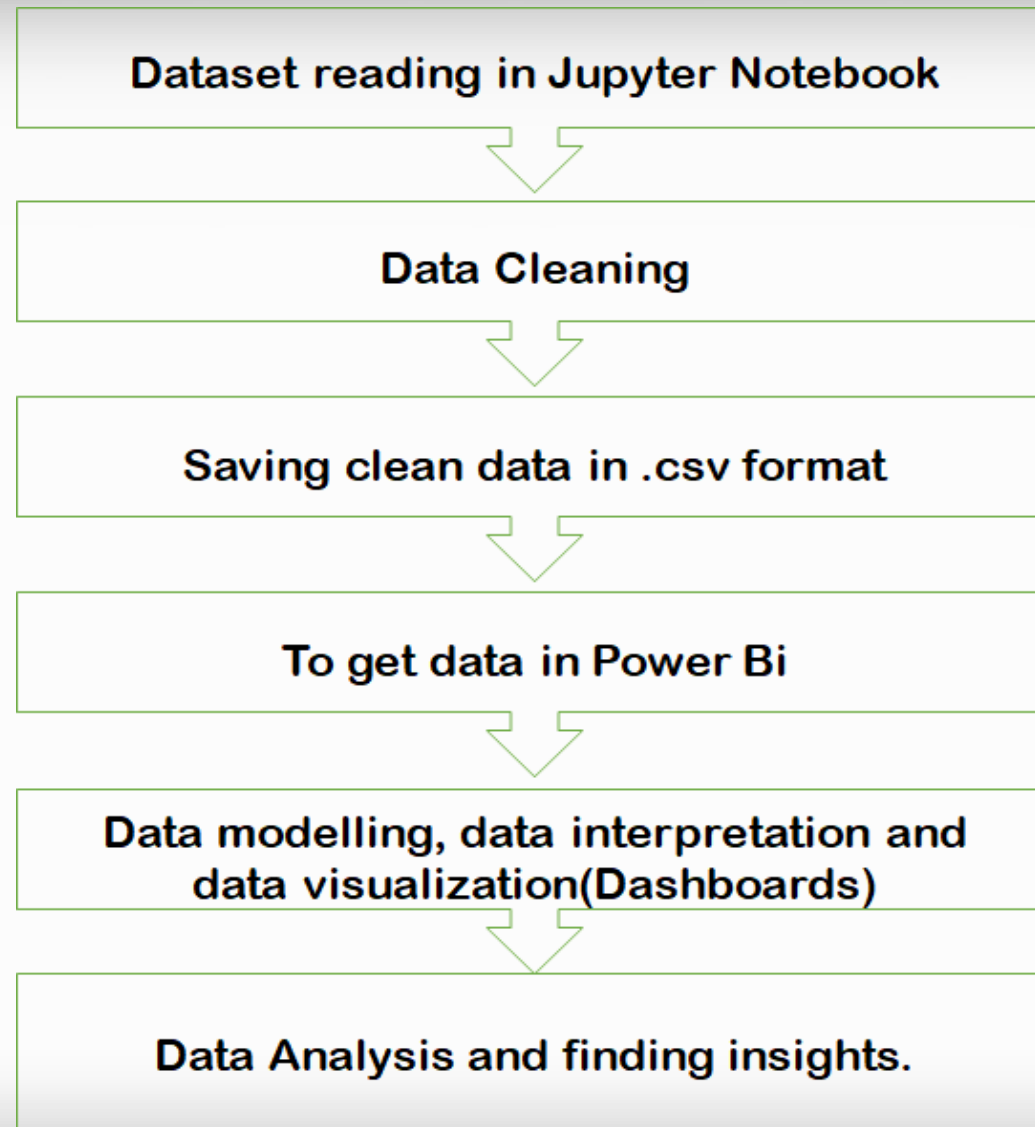 Dataset reading in Jupyter Notebook
Data Cleaning
Saving clean data in .csv format
To get data in Power Bi
Data modelling, data interpretation and
data visualization(Dashboards)
Data Analysis and finding insights.